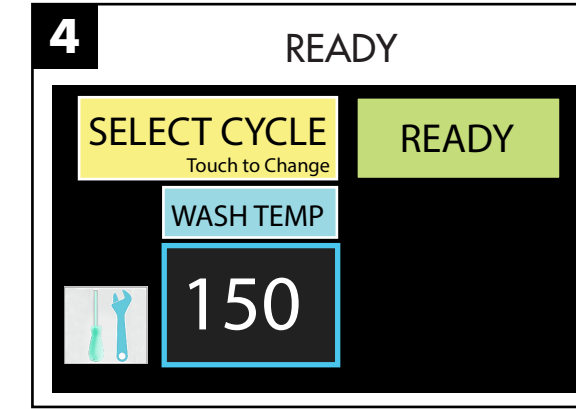 4
READY
SELECT CYCLE
Touch to Change
READY
WASH TEMP
150